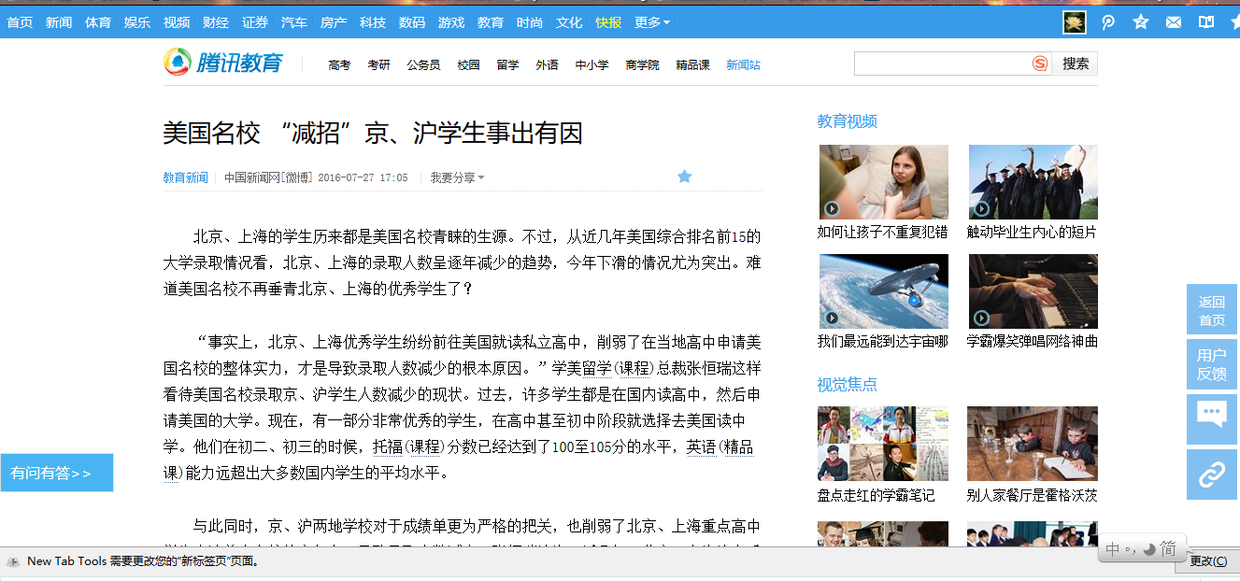 首页 新闻 体育 娱乐 视频 财经 证券 汽车 房产 科技 数码 游戏 教育 时尚 文化 快报 更多
腾讯教育 高考 考研 公务员 校园 留学 外语 中小学 商学院 精品课 新闻站 搜索
美国名校 “减招”京、沪学生事出有因
教育新闻 中国新闻网[微博] 2016-07-27 17:05 我要分享
北京、上海的学生历来都是美国名校青睐的生源。不过，从近几年美国综合排名前15的
大学录取情况看，北京、上海的录取人数呈逐年减少的趋势，今年下滑的情况尤为突出。难
道美国名校不再垂青北京、上海的优秀学生了？
“事实上，北京、上海优秀学生纷纷前往美国就读私立高中，削弱了在当地高中申请美
国名校的整体实力，才是导致录取人数减少的根本原因。”学美留学(课程)总裁张恒瑞这样
看待美国名校录取京、沪学生人数减少的现状。过去，许多学生都是在国内读高中，然后申
请美国的大学。现在，有一部分非常优秀的学生，在高中甚至初中阶段就选择去美国读中
学。他们在初二、初三的时候，托福(课程)分数已经达到了100至105分的水平，英语(精品
课)能力远超出大多数国内学生的平均水平。
与此同时，京、沪两地学校对于成绩单更为严格的把关，也削弱了北京、上海重点高中
教育视频
如何让孩子不重复犯错 触动毕业生内心的短片
我们最远能到达宇宙哪 学霸爆笑弹唱网络神曲
视觉焦点
盘点走红的学霸笔记 别人家餐厅是霍格沃茨
返回
首页
用户
反馈
有问有答>>
中 °, 简
New Tab Tools 需要更改您的“新标签页”页面。 更改(C)